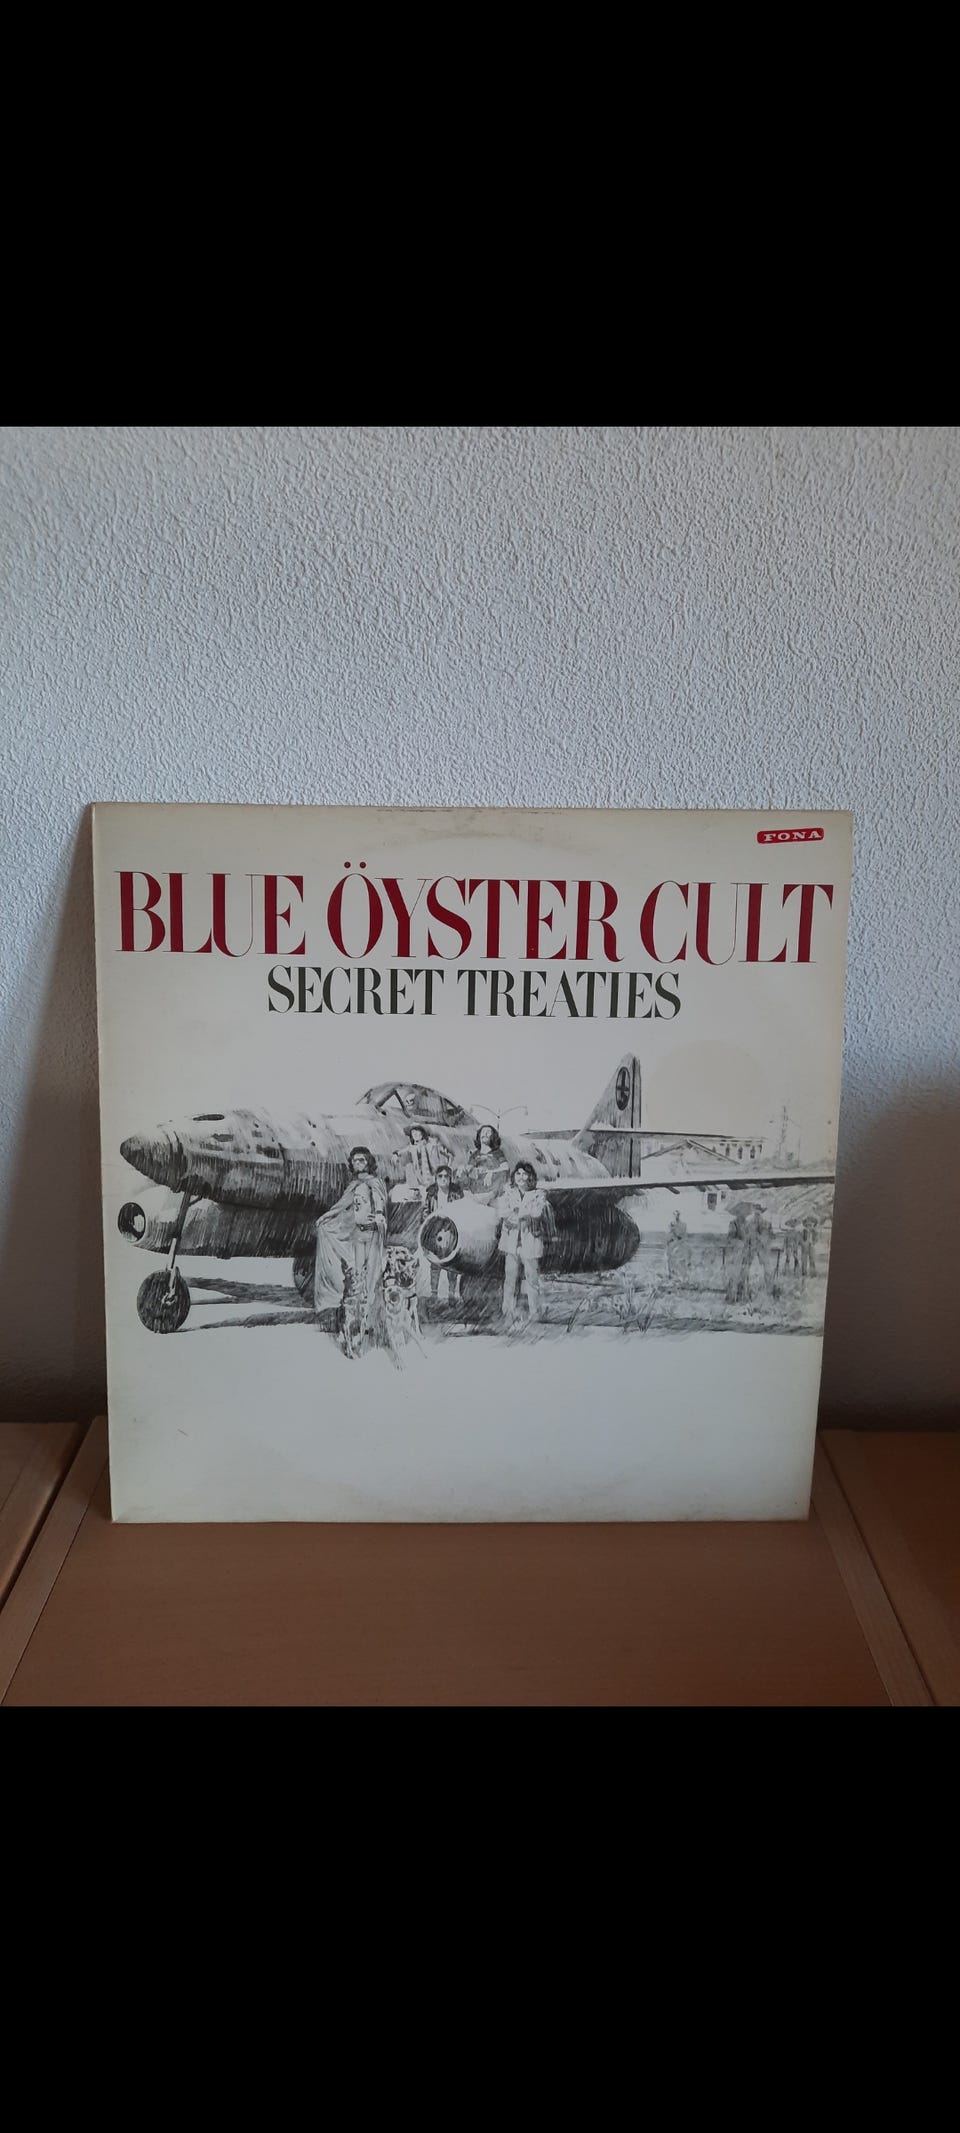 FONA
BLUE ÖYSTER CULT
SECRET TREATIES